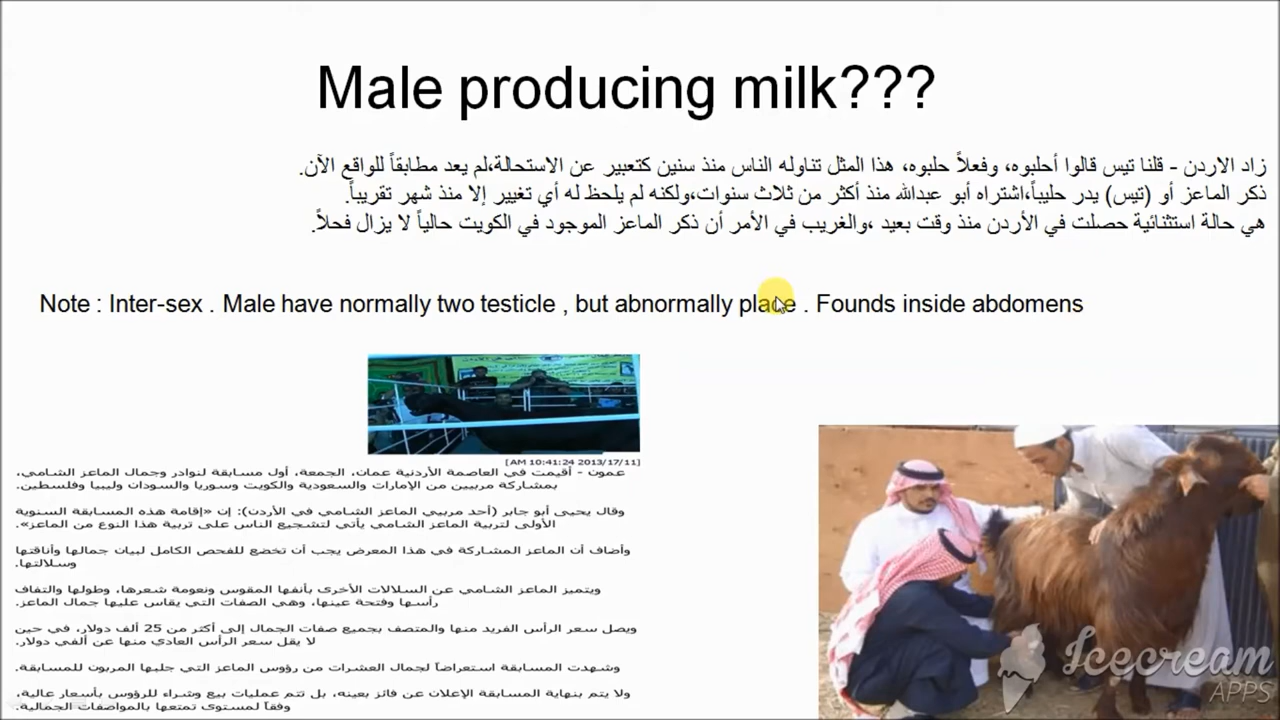 Male producing milk???
زاد الاردن - قلنا تيس قالوا أحلبوه، وفعلاً حلبوه، هذا المثل تناوله الناس منذ سنين كتعبير عن الاستحالة،لم يعد مطابقاً للواقع الآن.
ذكر الماعز أو (تيس) يدر حليباً،اشتراه أبو عبدالله منذ أكثر من ثلاث سنوات،ولكنه لم يلحظ له أي تغيير إلا منذ شهر تقريباً.
هي حالة استثنائية حصلت في الأردن منذ وقت بعيد ،والغريب في الأمر أن ذكر الماعز الموجود في الكويت حالياً لا يزال فحلاً.
Note : Inter-sex . Male have normally two testicle , but abnormally place . Founds inside abdomens
[AM 10:41:24 2013/17/11]
عمون - أقيمت في العاصمة الأردنية عمان، الجمعة، أول مسابقة لنوادر وجمال الماعز الشامي،
بمشاركة مربيين من الإمارات والسعودية والكويت وسوريا والسودان وليبيا وفلسطين.
وقال يحيى أبو جابر (أحد مربيي الماعز الشامي في الأردن): إن «إقامة هذه المسابقة السنوية
الأولى لتربية الماعز الشامي يأتي لتشجيع الناس على تربية هذا النوع من الماعز».
وأضاف أن الماعز المشاركة في هذا المعرض يجب أن تخضع للفحص الكامل لبيان جمالها وأناقتها
وسلالتها.
ويتميز الماعز الشامي عن السلالات الأخرى بأنفها المقوس ونعومة شعرها، وطولها والتفاف
رأسها وفتحة عينها، وهي الصفات التي يقاس عليها جمال الماعز.
ويصل سعر الرأس الفريد منها والمتصف بجميع صفات الجمال إلى أكثر من 25 ألف دولار، في حين
لا يقل سعر الرأس العادي منها عن ألفي دولار.
وشهدت المسابقة استعراضاً لجمال العشرات من رؤوس الماعز التي جلبها المربون للمسابقة.
ولا يتم بنهاية المسابقة الإعلان عن فائز بعينه، بل تتم عمليات بيع وشراء للرؤوس بأسعار عالية،
وفقاً لمستوى تمتعها بالمواصفات الجمالية.
Icecream
APPS